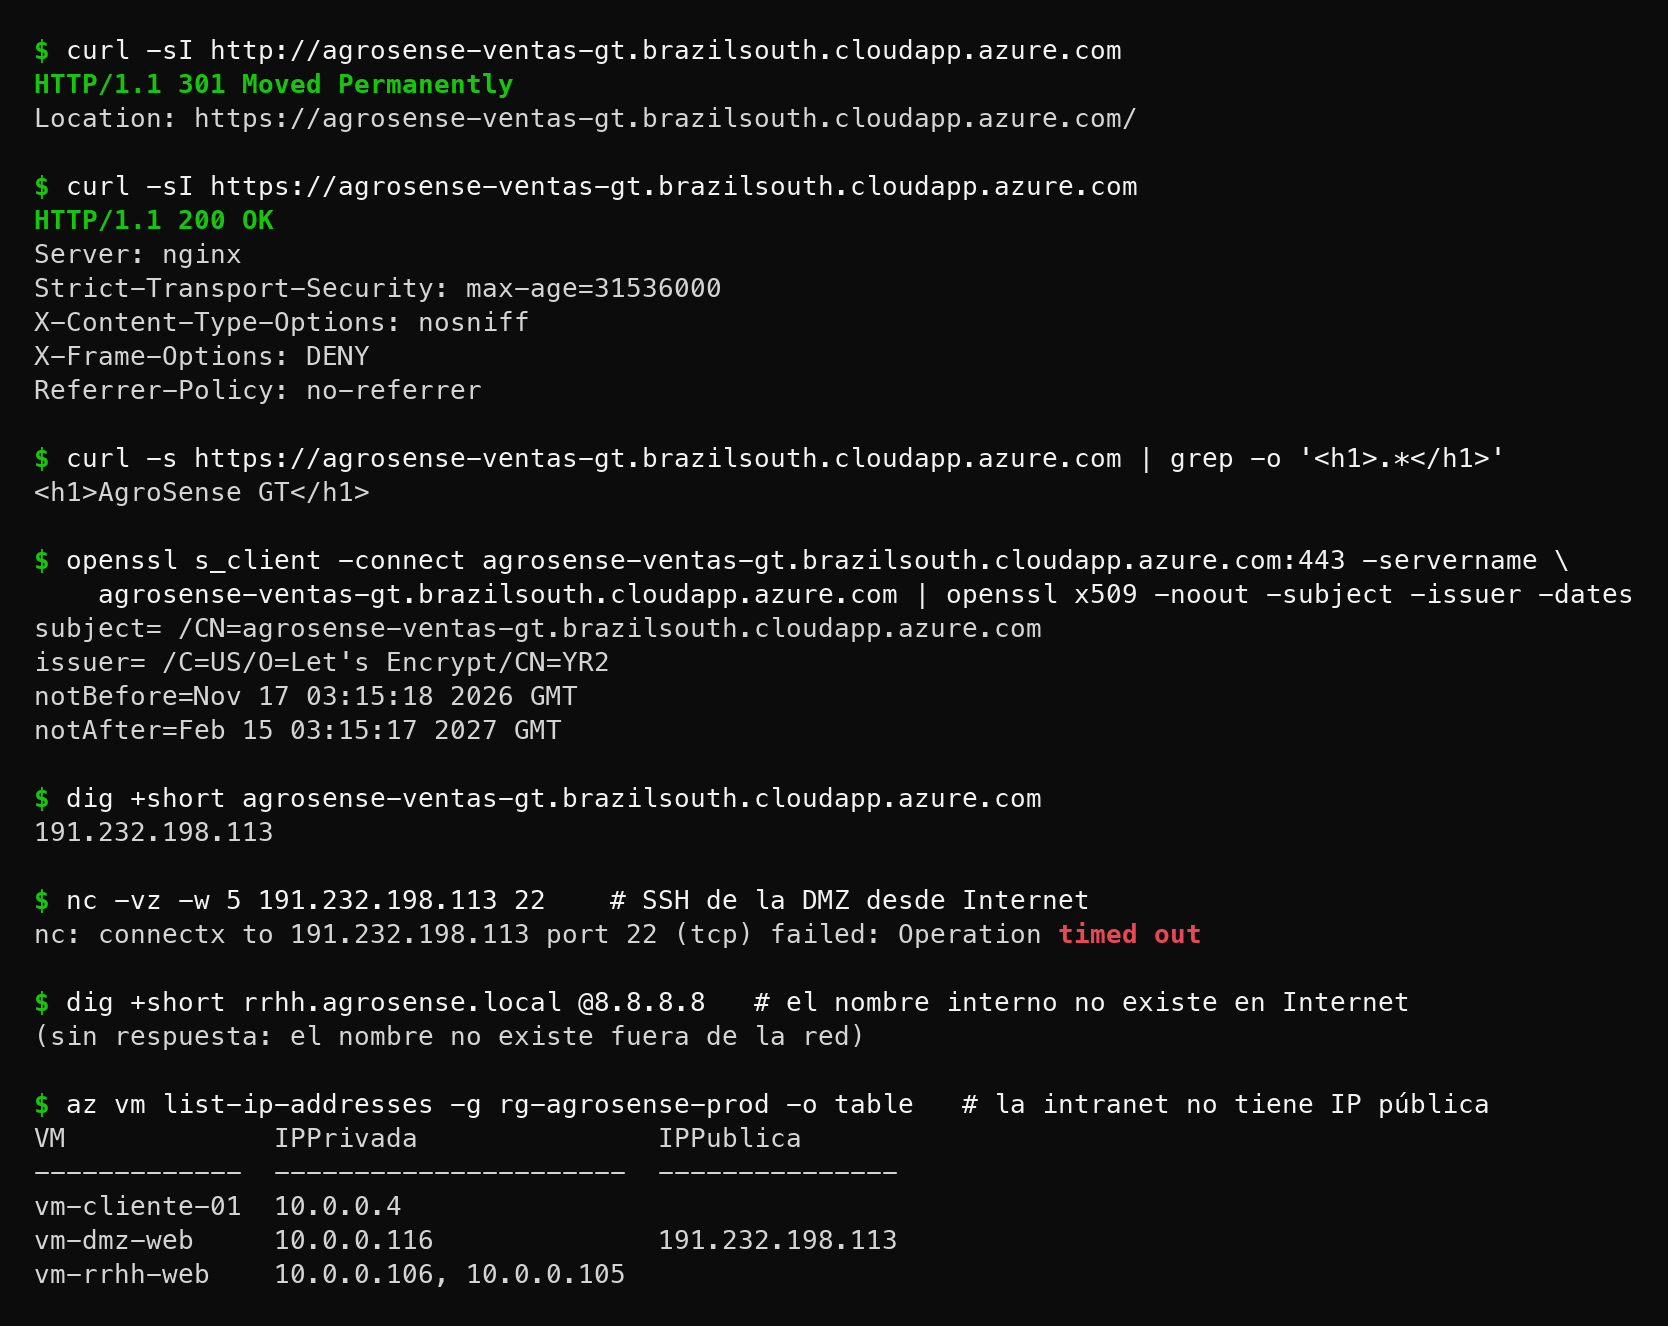 $ curl -sI http://agrosense-ventas-gt.brazilsouth.cloudapp.azure.com
HTTP/1.1 301 Moved Permanently
Location: https://agrosense-ventas-gt.brazilsouth.cloudapp.azure.com/
$ curl -sI https://agrosense-ventas-gt.brazilsouth.cloudapp.azure.com
HTTP/1.1 200 OK
Server: nginx
Strict-Transport-Security: max-age=31536000
X-Content-Type-Options: nosniff
X-Frame-Options: DENY
Referrer-Policy: no-referrer
$ curl -s https://agrosense-ventas-gt.brazilsouth.cloudapp.azure.com | grep -o '<h1>.*</h1>'
<h1>AgroSense GT</h1>
$ openssl s_client -connect agrosense-ventas-gt.brazilsouth.cloudapp.azure.com:443 -servername \
    agrosense-ventas-gt.brazilsouth.cloudapp.azure.com | openssl x509 -noout -subject -issuer -dates
subject= /CN=agrosense-ventas-gt.brazilsouth.cloudapp.azure.com
issuer= /C=US/O=Let's Encrypt/CN=YR2
notBefore=Nov 17 03:15:18 2026 GMT
notAfter=Feb 15 03:15:17 2027 GMT
$ dig +short agrosense-ventas-gt.brazilsouth.cloudapp.azure.com
191.232.198.113
$ nc -vz -w 5 191.232.198.113 22    # SSH de la DMZ desde Internet
nc: connectx to 191.232.198.113 port 22 (tcp) failed: Operation timed out
$ dig +short rrhh.agrosense.local @8.8.8.8   # el nombre interno no existe en Internet
(sin respuesta: el nombre no existe fuera de la red)
$ az vm list-ip-addresses -g rg-agrosense-prod -o table   # la intranet no tiene IP pública
VM             IPPrivada               IPPublica
-------------  ----------------------  ---------------
vm-cliente-01  10.0.0.4
vm-dmz-web     10.0.0.116              191.232.198.113
vm-rrhh-web    10.0.0.106, 10.0.0.105